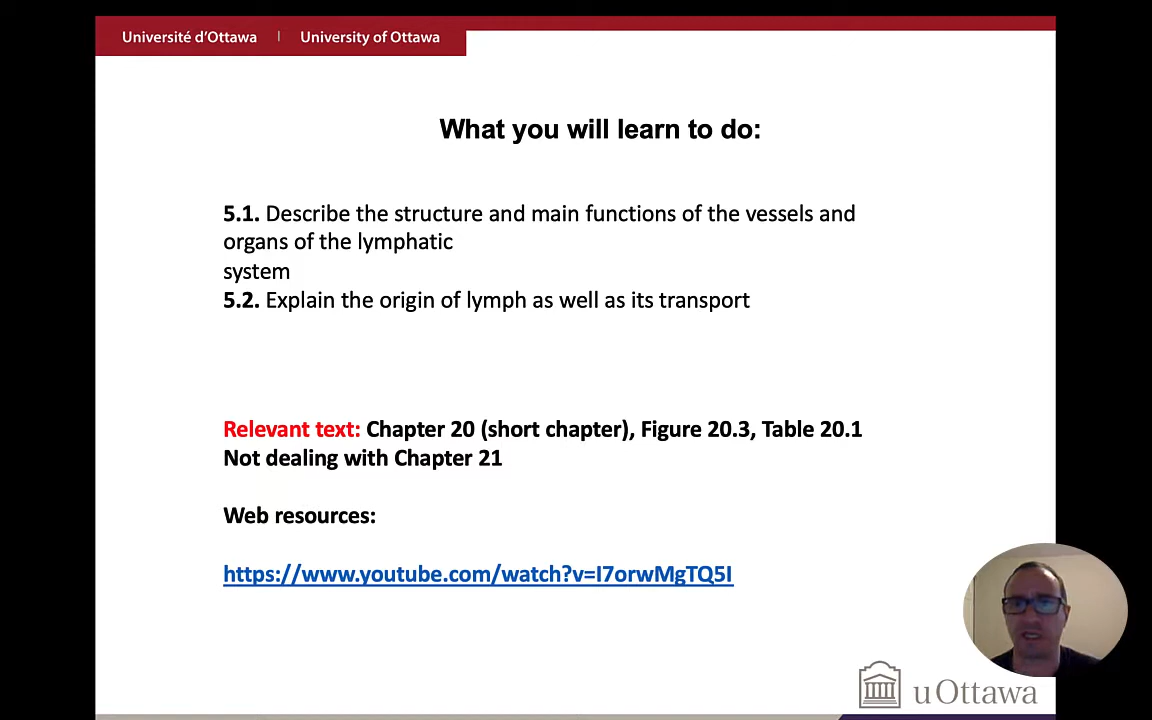 Université d'Ottawa | University of Ottawa
What you will learn to do:
5.1. Describe the structure and main functions of the vessels and
organs of the lymphatic
system
5.2. Explain the origin of lymph as well as its transport
Relevant text: Chapter 20 (short chapter), Figure 20.3, Table 20.1
Not dealing with Chapter 21
Web resources:
https://www.youtube.com/watch?v=I7orwMgTQ5I
uOttawa